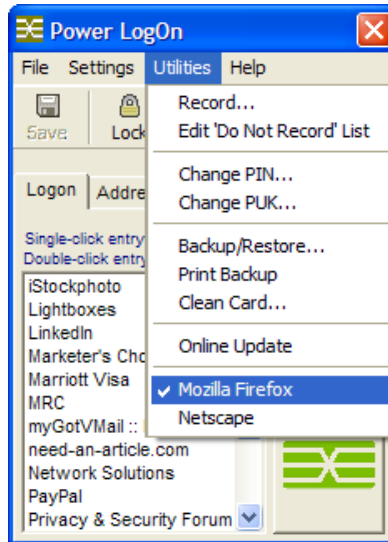 Power LogOn
File Settings Utilities Help
Save Lock
Record...
Edit 'Do Not Record' List
Change PIN...
Change PUK...
Backup/Restore...
Print Backup
Clean Card...
Online Update
Mozilla Firefox
Netscape
Logon Addre
Single-click entry
Double-click entry
iStockphoto
Lightboxes
LinkedIn
Marketer's Cho
Marriott Visa
MRC
myGotVMail ::
need-an-article.com
Network Solutions
PayPal
Privacy & Security Forum